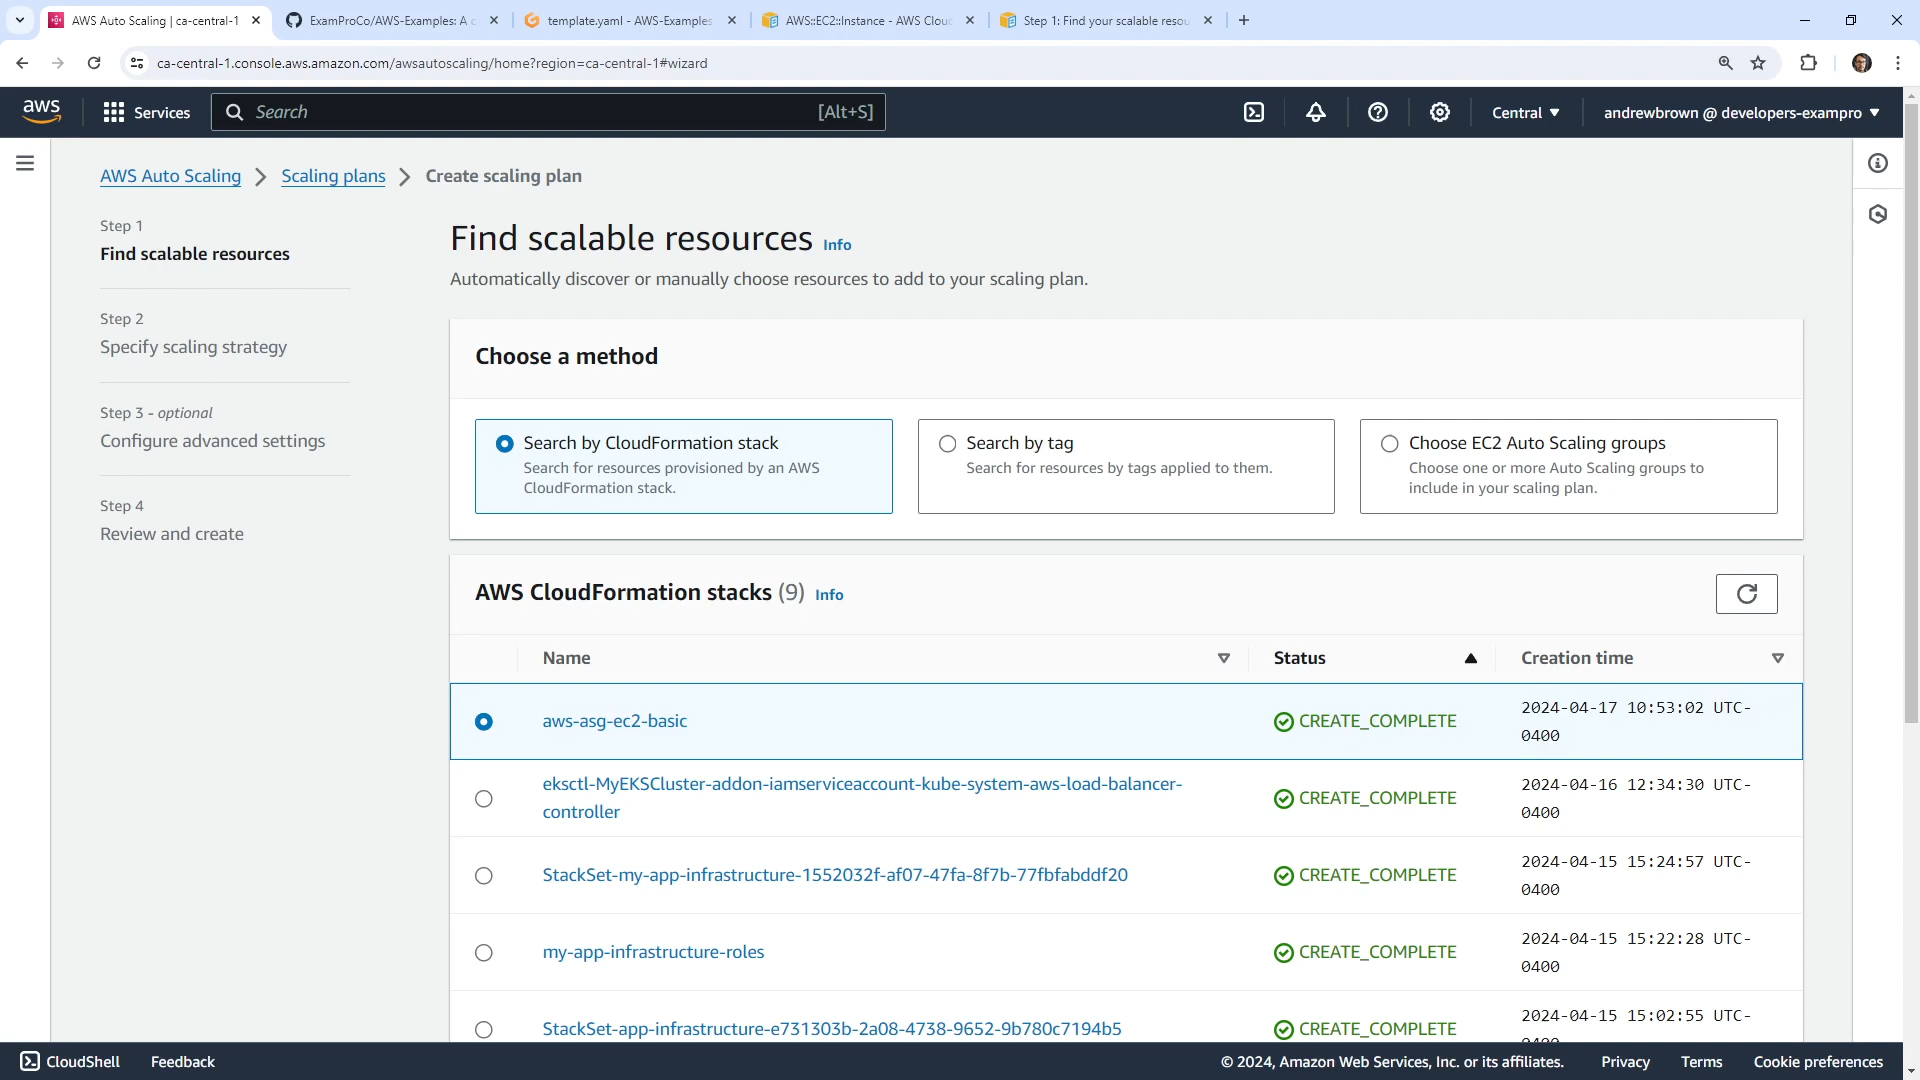 AWS Auto Scaling | ca-central-1
ExamProCo/AWS-Examples: A c
template.yaml - AWS-Examples
AWS::EC2::Instance - AWS Clou
Step 1: Find your scalable resou
ca-central-1.console.aws.amazon.com/awsautoscaling/home?region=ca-central-1#wizard
aws
Services
Search
[Alt+S]
Central
andrewbrown @ developers-exampro
AWS Auto Scaling
Scaling plans
Create scaling plan
Step 1
Find scalable resources
Step 2
Specify scaling strategy
Step 3 - optional
Configure advanced settings
Step 4
Review and create
Find scalable resources Info
Automatically discover or manually choose resources to add to your scaling plan.
Choose a method
Search by CloudFormation stack
Search for resources provisioned by an AWS
CloudFormation stack.
Search by tag
Search for resources by tags applied to them.
Choose EC2 Auto Scaling groups
Choose one or more Auto Scaling groups to
include in your scaling plan.
AWS CloudFormation stacks (9) Info
Name
Status
Creation time
aws-asg-ec2-basic
CREATE_COMPLETE
2024-04-17 10:53:02 UTC-
0400
eksctl-MyEKSCluster-addon-iamserviceaccount-kube-system-aws-load-balancer-
controller
CREATE_COMPLETE
2024-04-16 12:34:30 UTC-
0400
StackSet-my-app-infrastructure-1552032f-af07-47fa-8f7b-77fbfabddf20
CREATE_COMPLETE
2024-04-15 15:24:57 UTC-
0400
my-app-infrastructure-roles
CREATE_COMPLETE
2024-04-15 15:22:28 UTC-
0400
StackSet-app-infrastructure-e731303b-2a08-4738-9652-9b780c7194b5
CREATE_COMPLETE
2024-04-15 15:02:55 UTC-
0400
CloudShell
Feedback
© 2024, Amazon Web Services, Inc. or its affiliates.
Privacy
Terms
Cookie preferences